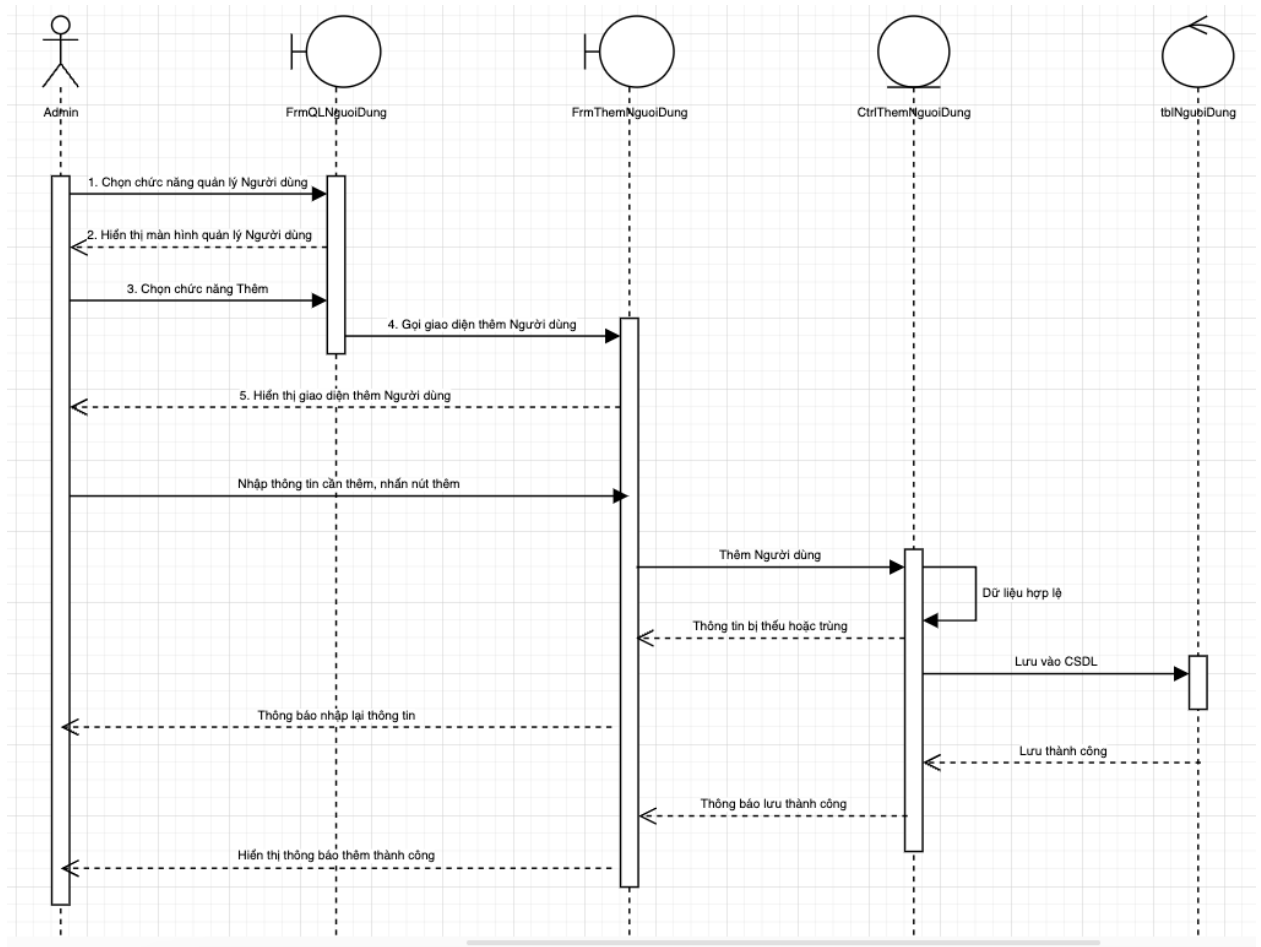 Admin
FrmQLNguoiDung
FrmThemNguoiDung
CtrlThemNguoiDung
tblNguoiDung
1. Chọn chức năng quản lý Người dùng
2. Hiển thị màn hình quản lý Người dùng
3. Chọn chức năng Thêm
4. Gọi giao diện thêm Người dùng
5. Hiển thị giao diện thêm Người dùng
Nhập thông tin cần thêm, nhấn nút thêm
Thêm Người dùng
Dữ liệu hợp lệ
Thông tin bị thếu hoặc trùng
Lưu vào CSDL
Thông báo nhập lại thông tin
Lưu thành công
Thông báo lưu thành công
Hiển thị thông báo thêm thành công